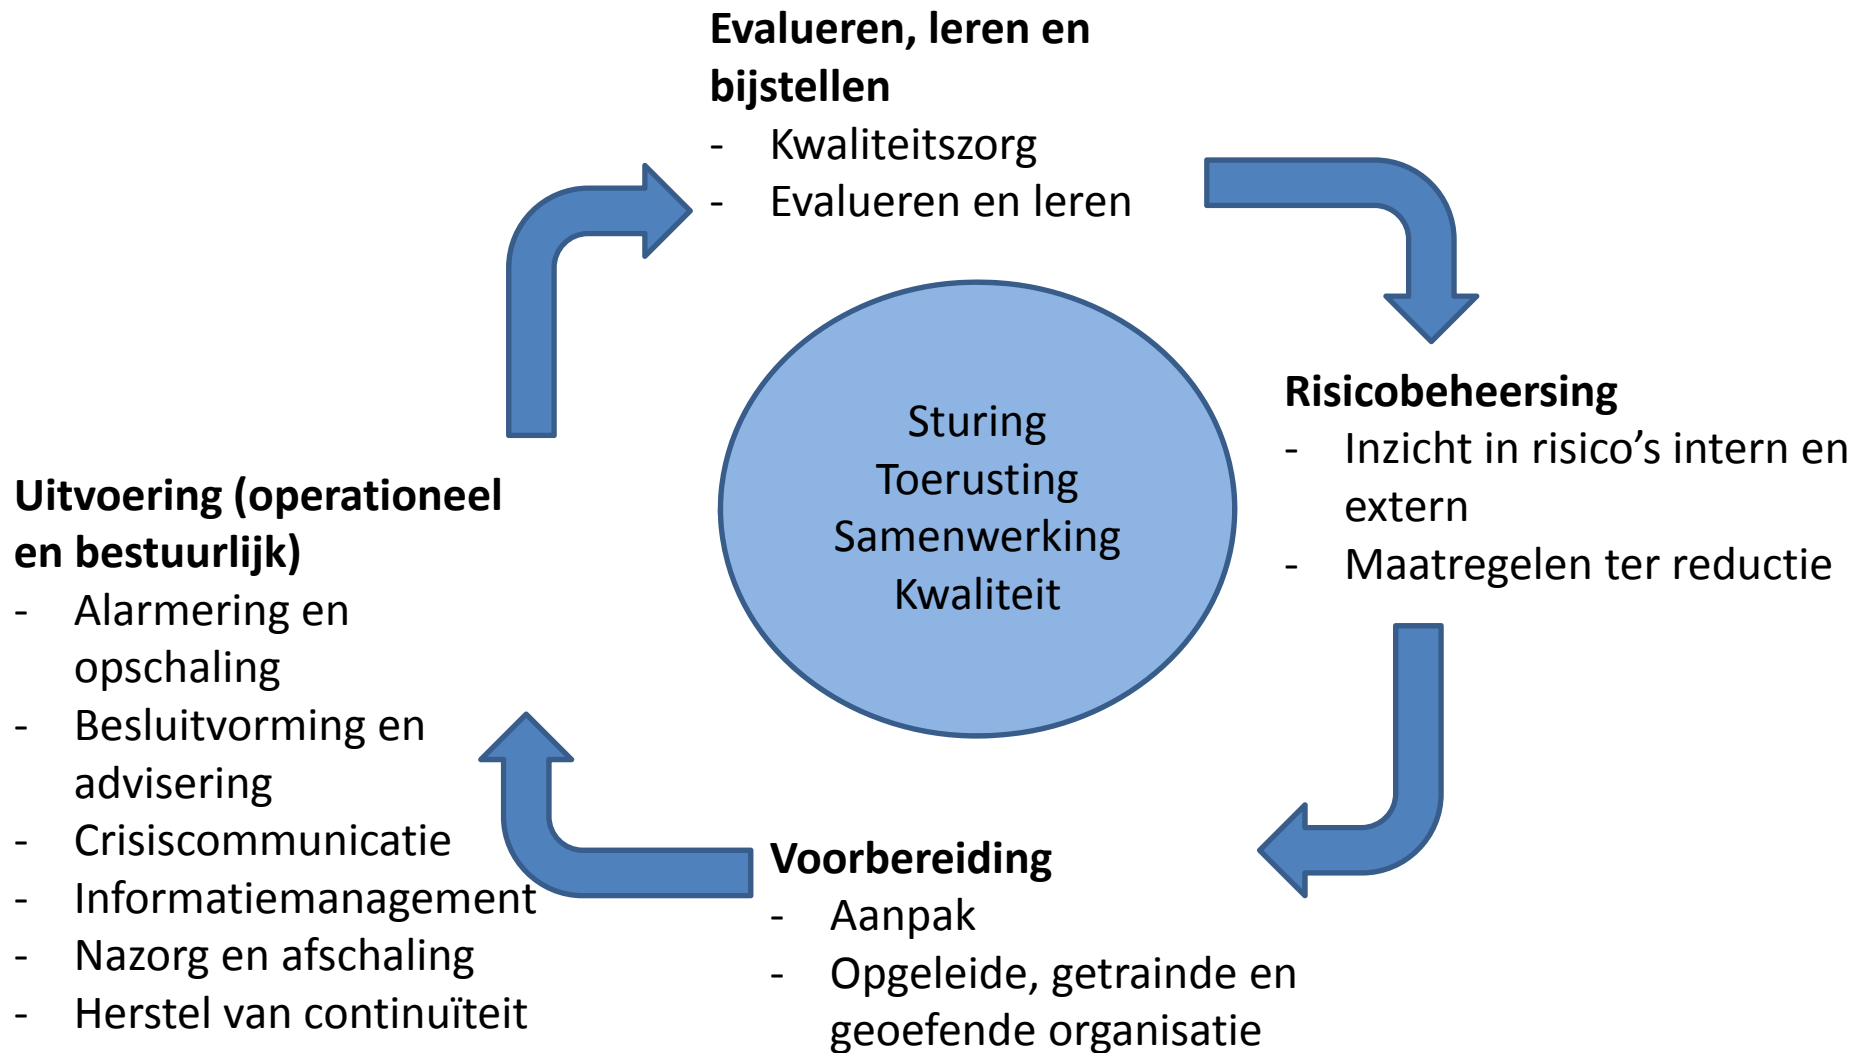 Evalueren, leren en
bijstellen
- Kwaliteitszorg
- Evalueren en leren
Risicobeheersing
- Inzicht in risico’s intern en
extern
- Maatregelen ter reductie
Sturing
Toerusting
Samenwerking
Kwaliteit
Voorbereiding
- Aanpak
- Opgeleide, getrainde en
geoefende organisatie
Uitvoering (operationeel
en bestuurlijk)
- Alarmering en
opschaling
- Besluitvorming en
advisering
- Crisiscommunicatie
- Informatiemanagement
- Nazorg en afschaling
- Herstel van continuïteit